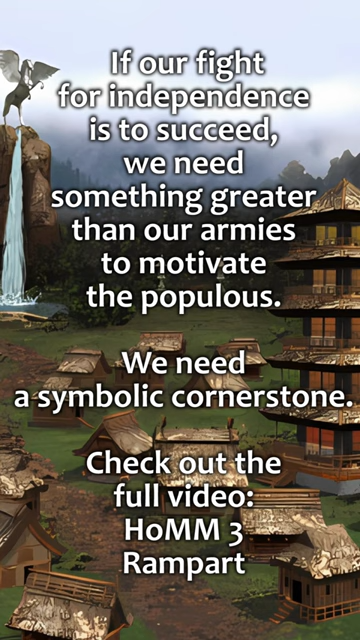 If our fight
for independence
is to succeed,
we need
something greater
than our armies
to motivate
the populous.
We need
a symbolic cornerstone.
Check out the
full video:
HoMM 3
Rampart